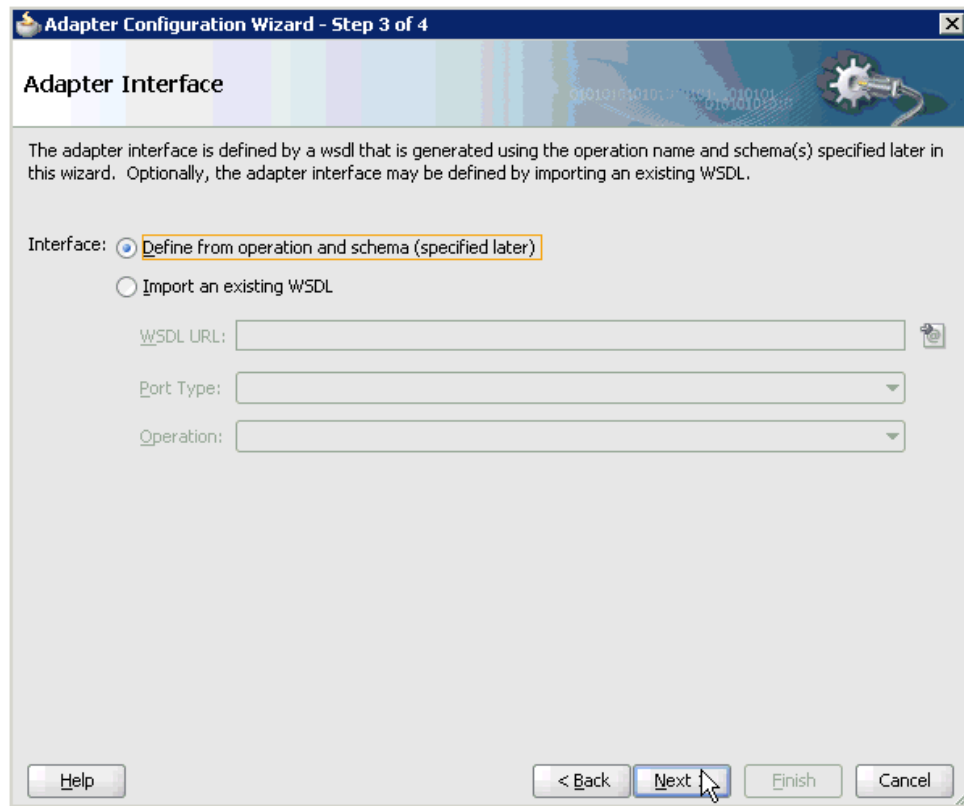 Adapter Configuration Wizard - Step 3 of 4
Adapter Interface
The adapter interface is defined by a wsdl that is generated using the operation name and schema(s) specified later in
this wizard. Optionally, the adapter interface may be defined by importing an existing WSDL.
Interface: Define from operation and schema (specified later)
Import an existing WSDL
WSDL URL:
Port Type:
Operation:
Help < Back Next Finish Cancel